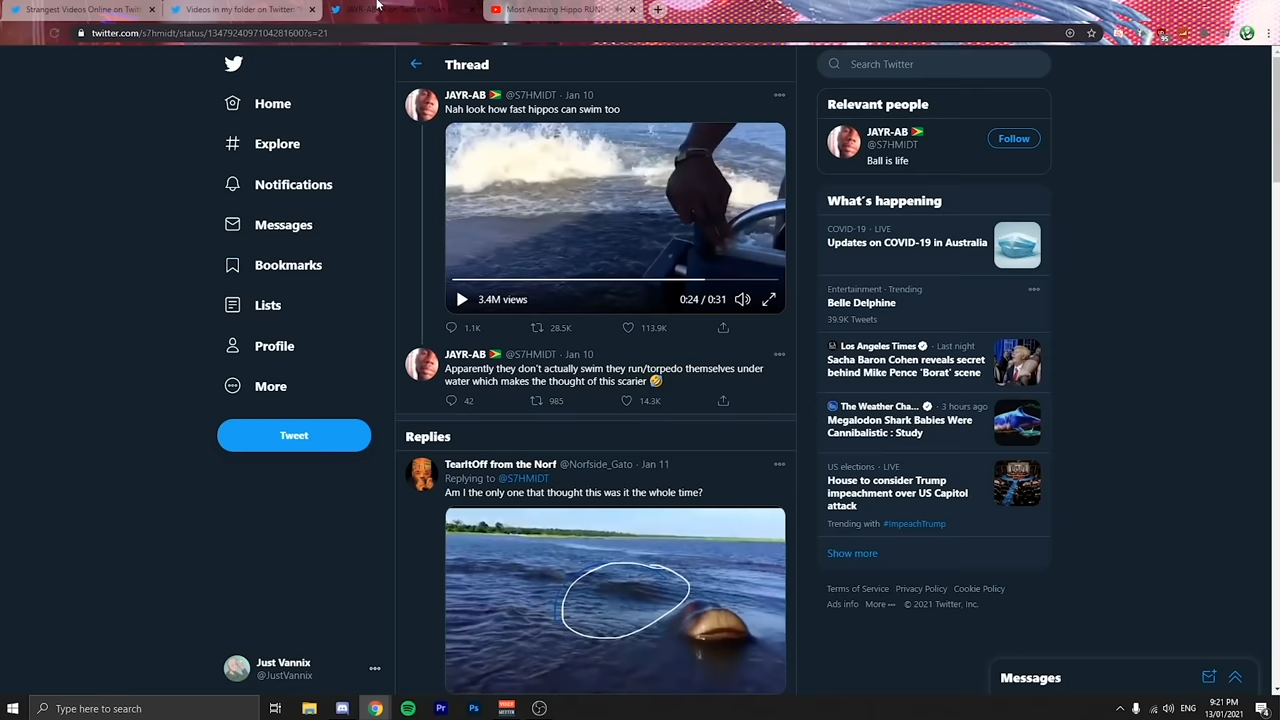 Strangest Videos Online on Twitt
Videos in my folder on Twitter: "
Most Amazing Hippo RUN
twitter.com/s7hmidt/status/1347924097104281600?s=21
95
Thread
JAYR-AB 🇬🇾 @S7HMIDT · Jan 10
Nah look how fast hippos can swim too
3.4M views
0:24 / 0:31
1.1K
28.5K
113.9K
JAYR-AB 🇬🇾 @S7HMIDT · Jan 10
Apparently they don't actually swim they run/torpedo themselves under
water which makes the thought of this scarier 🤣
42
985
14.3K
Replies
TearItOff from the Norf @Norfside_Gato · Jan 11
Replying to @S7HMIDT
Am I the only one that thought this was it the whole time?
Home
Explore
Notifications
Messages
Bookmarks
Lists
Profile
More
Tweet
Just Vannix
@JustVannix
Search Twitter
Relevant people
JAYR-AB 🇬🇾
@S7HMIDT
Follow
Ball is life
What's happening
COVID-19 · LIVE
Updates on COVID-19 in Australia
Entertainment · Trending
Belle Delphine
39.9K Tweets
Los Angeles Times · Last night
Sacha Baron Cohen reveals secret
behind Mike Pence 'Borat' scene
The Weather Cha... · 3 hours ago
Megalodon Shark Babies Were
Cannibalistic : Study
US elections · LIVE
House to consider Trump
impeachment over US Capitol
attack
Trending with #ImpeachTrump
Show more
Terms of Service Privacy Policy Cookie Policy
Ads info More ··· © 2021 Twitter, Inc.
Messages
Type here to search
Pr
Ps
ENG
9:21 PM
13/01/2021